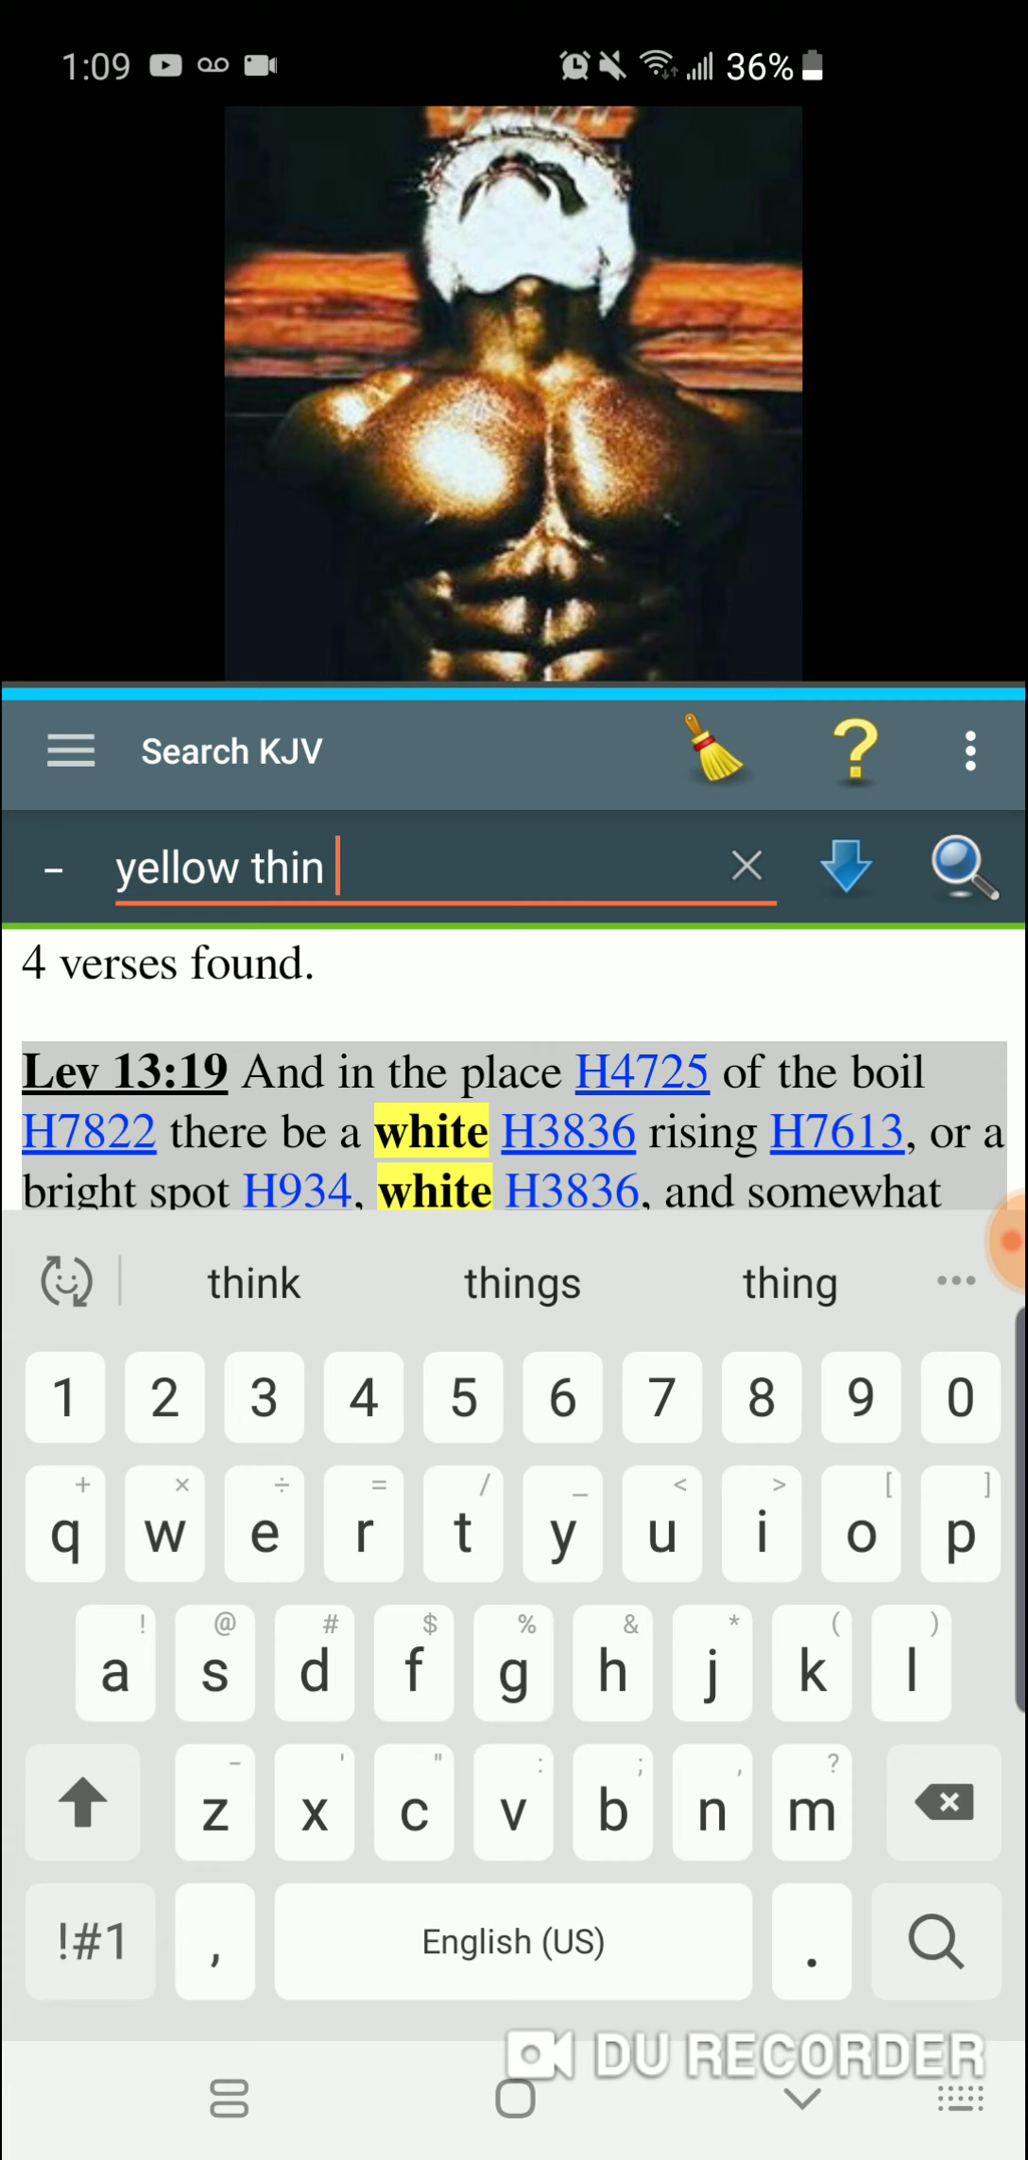 1:09 36%
Search KJV
- yellow thin
4 verses found.
Lev 13:19 And in the place H4725 of the boil
H7822 there be a white H3836 rising H7613, or a
bright spot H934, white H3836, and somewhat
think things thing ...
1 2 3 4 5 6 7 8 9 0
+ × ÷ = / _ < > [ ]
q w e r t y u i o p
! @ # $ % & * ( )
a s d f g h j k l
- ' " : ; , ?
z x c v b n m
!#1 , English (US) .
DU RECORDER